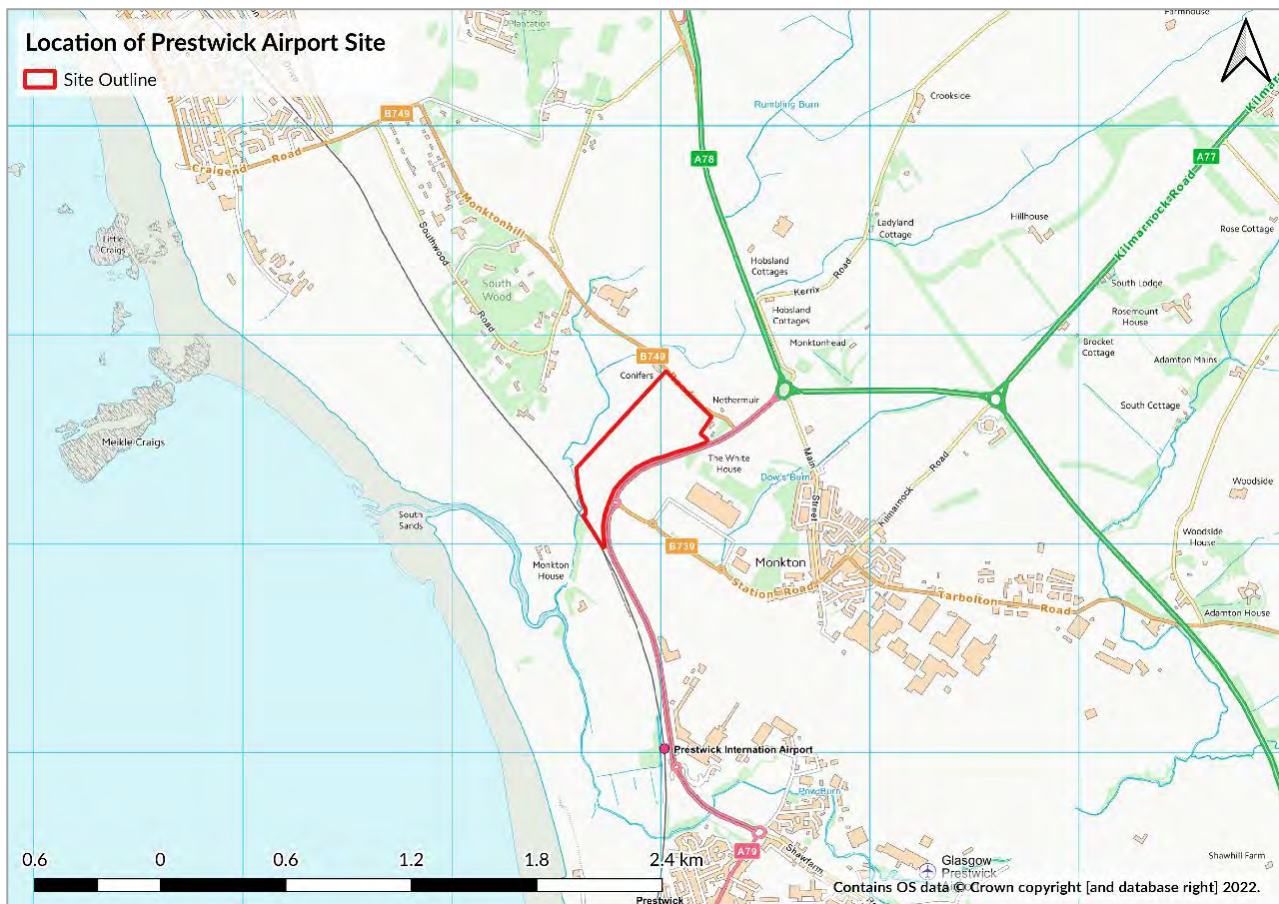 Location of Prestwick Airport Site
Site Outline
Plantation
Farmhouse
Rumbling Burn
Crookside
B749
Craigend Road
A78
A77
Kilmarnock Road
Monktonhill
Southwood
Road
South
Wood
Little
Craigs
Ladyland
Cottage
Hillhouse
Rose Cottage
Hobsland
Cottages
Kerrix
Road
Hobsland
Cottages
South Lodge
Rosemount
House
Monktonhead
Brocket
Cottage
Adamton Mains
B749
Road
Conifers
Nethermuir
South Cottage
Meikle Craigs
The White
House
Main
Street
Dow's Burn
Kilmarnock
Road
Woodside
South
Sands
B739
Woodside
House
Monkton
House
Monkton
Station Road
Tarbolton
Road
Adamton House
Prestwick Internation Airport
Pow Burn
A79
Shawfarm
Shawhill Farm
Glasgow
Prestwick
0.6 0 0.6 1.2 1.8 2.4 km
Contains OS data © Crown copyright [and database right] 2022.
Prestwick